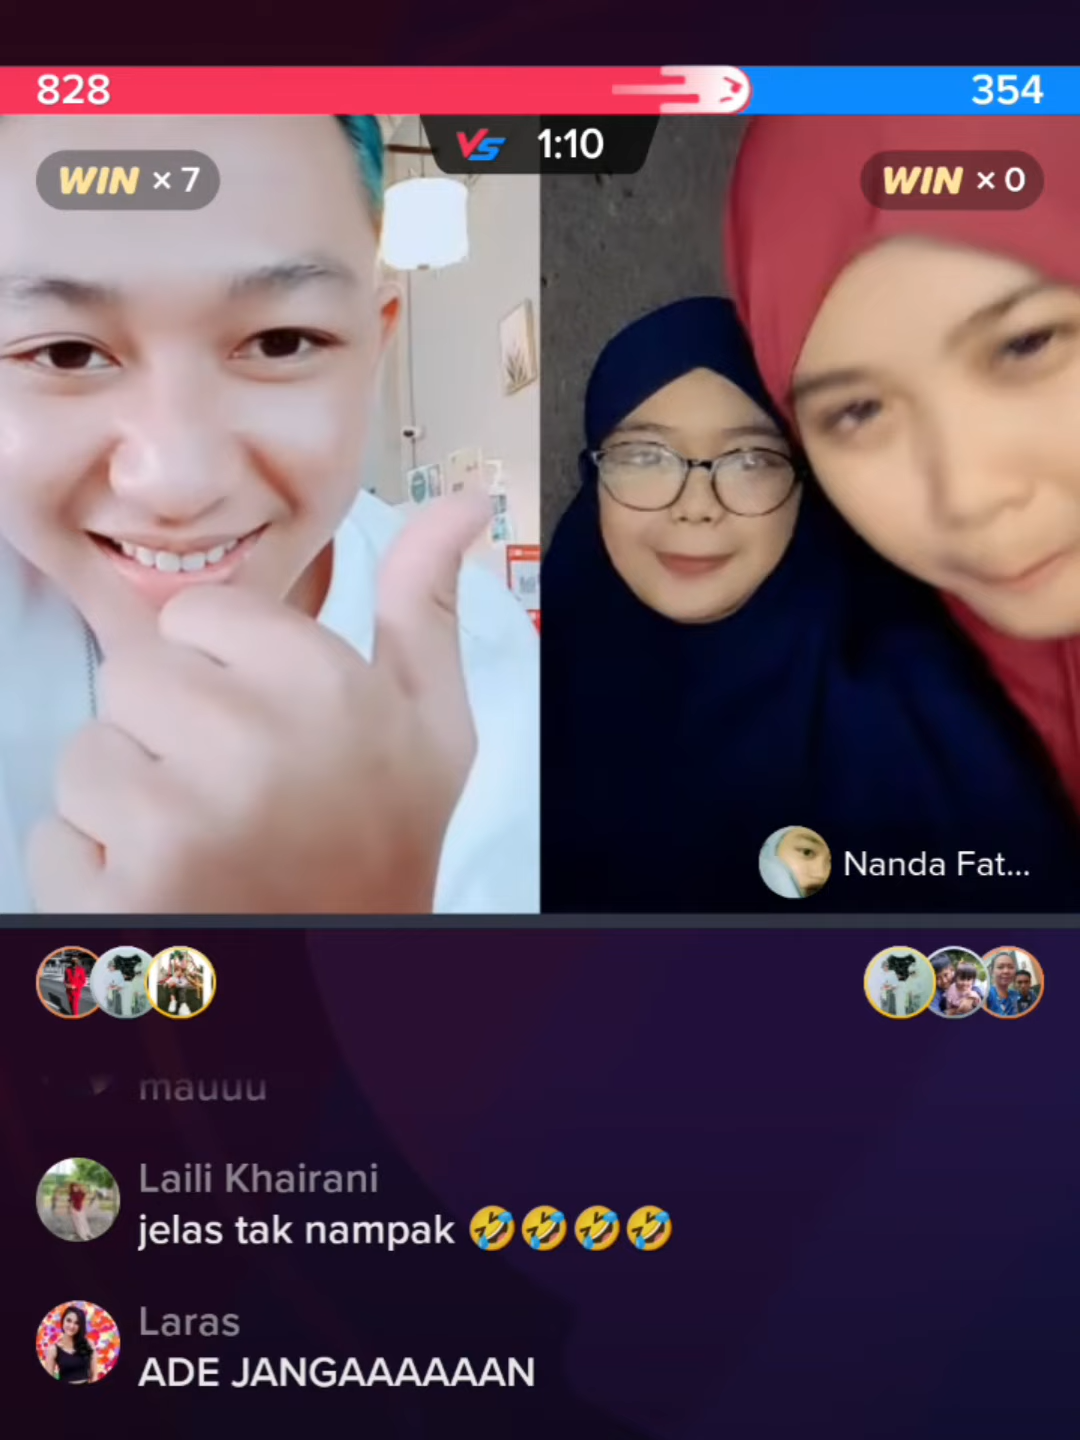 828
354
VS 1:10
WIN × 7
WIN × 0
Nanda Fat...
mauuu
Laili Khairani
jelas tak nampak 🤣🤣🤣🤣
Laras
ADE JANGAAAAAAN